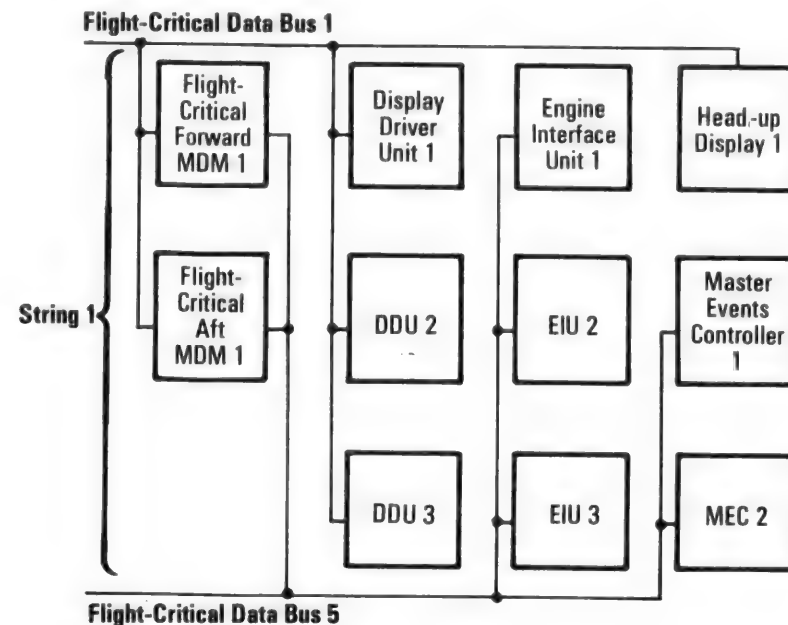 Flight-Critical Data Bus 1
Flight-
Critical
Forward
MDM 1
Display
Driver
Unit 1
Engine
Interface
Unit 1
Head-up
Display 1
String 1
Flight-
Critical
Aft
MDM 1
DDU 2
EIU 2
Master
Events
Controller
1
DDU 3
EIU 3
MEC 2
Flight-Critical Data Bus 5